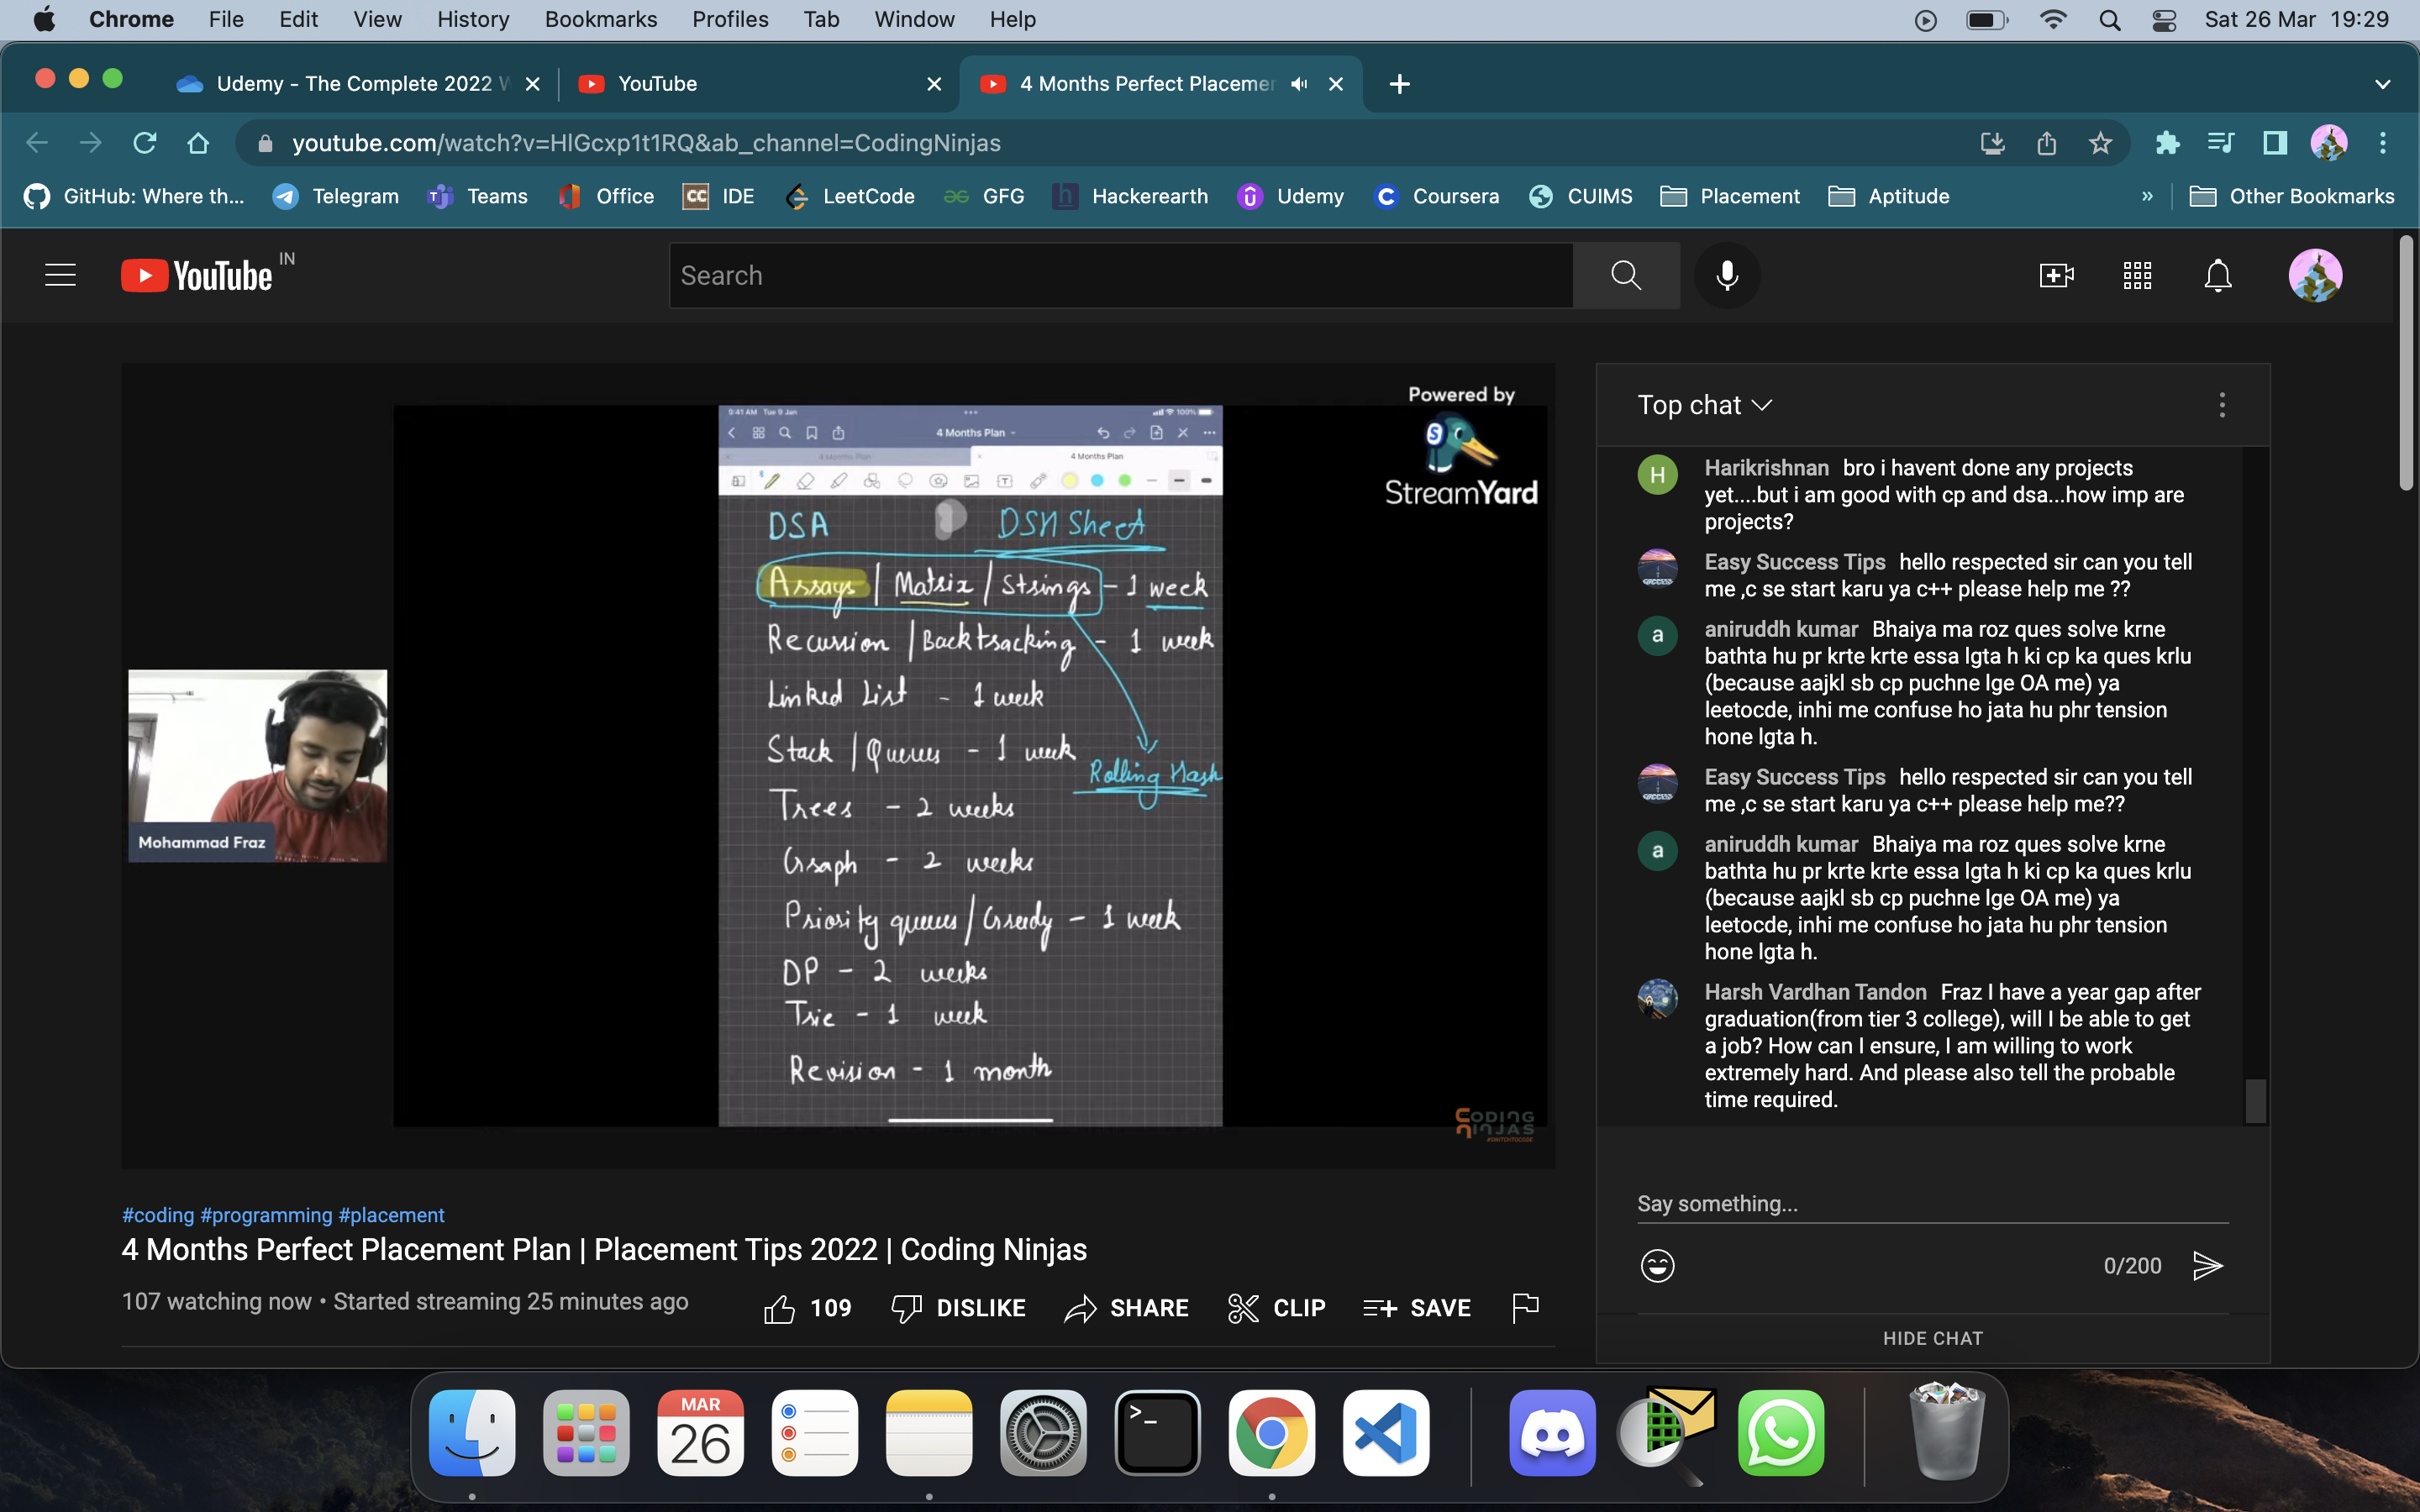 Chrome File Edit View History Bookmarks Profiles Tab Window Help Sat 26 Mar 19:29
Udemy - The Complete 2022 W YouTube 4 Months Perfect Placemen
youtube.com/watch?v=HlGcxp1t1RQ&ab_channel=CodingNinjas
GitHub: Where th... Telegram Teams Office CC IDE LeetCode GFG Hackerearth Udemy Coursera CUIMS Placement Aptitude » Other Bookmarks
YouTube IN Search
Powered by
StreamYard
9:41 AM Tue 9 Jan 100%
4 Months Plan
4 Months Plan 4 Months Plan
DSA DSA Sheet
Arrays | Matrix / Strings - 1 week
Recursion / Backtracking - 1 week
Linked List - 1 week
Stack / Queues - 1 week
Rolling Hash
Trees - 2 weeks
Graph - 2 weeks
Priority queues / Greedy - 1 week
DP - 2 weeks
Trie - 1 week
Revision - 1 month
Mohammad Fraz
CODING
NINJAS
#SWITCHTOCODE
Top chat
H Harikrishnan bro i havent done any projects
yet....but i am good with cp and dsa...how imp are
projects?
Easy Success Tips hello respected sir can you tell
me ,c se start karu ya c++ please help me ??
a aniruddh kumar Bhaiya ma roz ques solve krne
bathta hu pr krte krte essa lgta h ki cp ka ques krlu
(because aajkl sb cp puchne lge OA me) ya
leetocde, inhi me confuse ho jata hu phr tension
hone lgta h.
Easy Success Tips hello respected sir can you tell
me ,c se start karu ya c++ please help me??
a aniruddh kumar Bhaiya ma roz ques solve krne
bathta hu pr krte krte essa lgta h ki cp ka ques krlu
(because aajkl sb cp puchne lge OA me) ya
leetocde, inhi me confuse ho jata hu phr tension
hone lgta h.
Harsh Vardhan Tandon Fraz I have a year gap after
graduation(from tier 3 college), will I be able to get
a job? How can I ensure, I am willing to work
extremely hard. And please also tell the probable
time required.
Say something...
0/200
HIDE CHAT
#coding #programming #placement
4 Months Perfect Placement Plan | Placement Tips 2022 | Coding Ninjas
107 watching now • Started streaming 25 minutes ago 109 DISLIKE SHARE CLIP SAVE
MAR
26